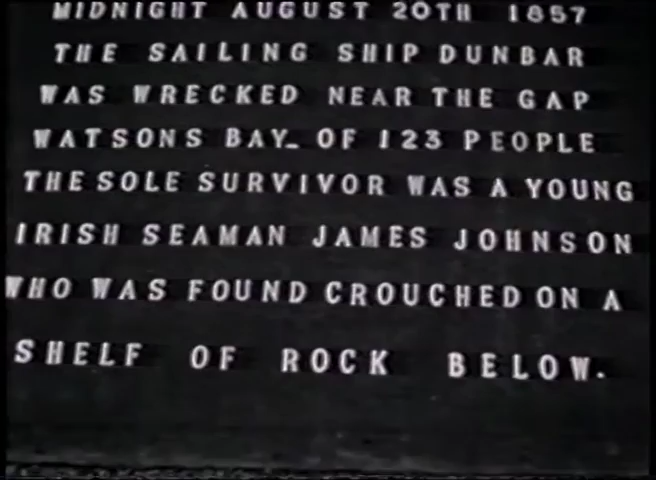 MIDNIGHT AUGUST 20TH 1857
THE SAILING SHIP DUNBAR
WAS WRECKED NEAR THE GAP
WATSONS BAY_ OF 123 PEOPLE
THE SOLE SURVIVOR WAS A YOUNG
IRISH SEAMAN JAMES JOHNSON
WHO WAS FOUND CROUCHED ON A
SHELF OF ROCK BELOW.